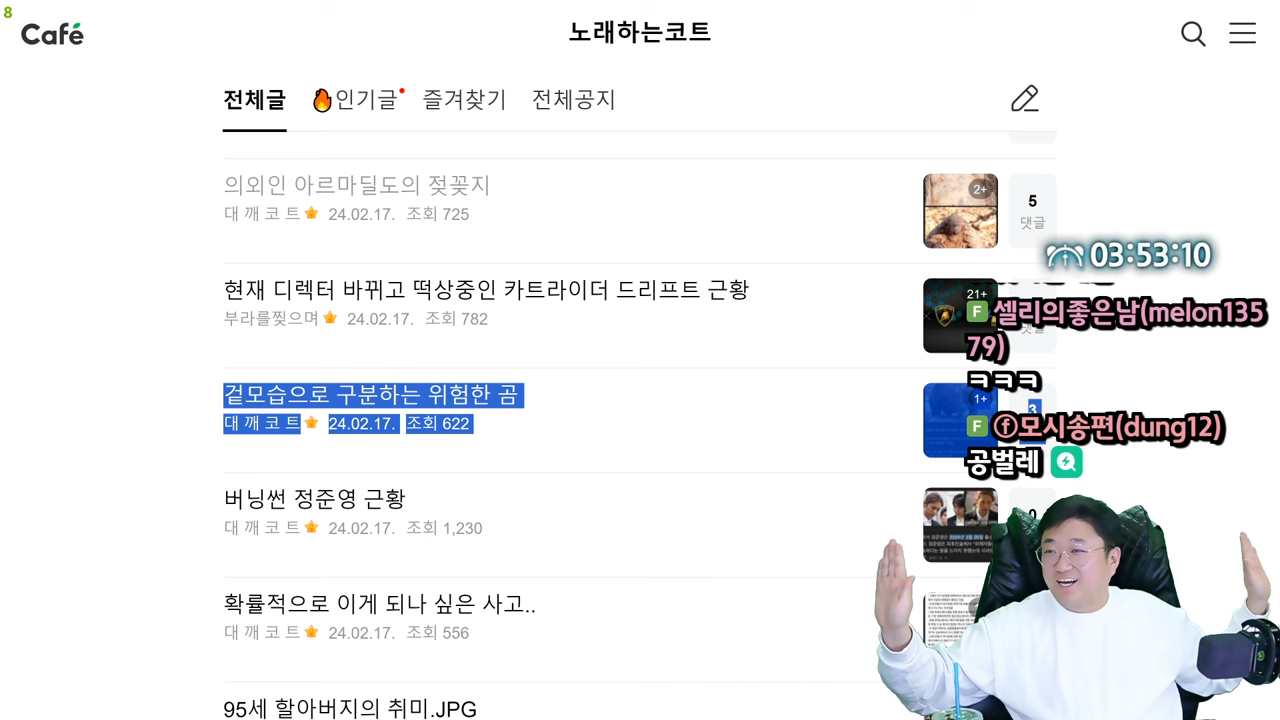 8
Café
노래하는코트
전체글
🔥인기글
즐겨찾기
전체공지
의외인 아르마딜도의 젖꽂지
대 깨 코 트 24.02.17. 조회 725
2+
5
댓글
03:53:10
현재 디렉터 바뀌고 떡상중인 카트라이더 드리프트 근황
부라를찢으며 24.02.17. 조회 782
21+
F 셀리의좋은남(melon135
79)
ㅋㅋㅋ
겉모습으로 구분하는 위험한 곰
대 깨 코 트 24.02.17. 조회 622
1+
3
F ⓕ모시송편(dung12)
공벌레
버닝썬 정준영 근황
대 깨 코 트 24.02.17. 조회 1,230
확률적으로 이게 되나 싶은 사고..
대 깨 코 트 24.02.17. 조회 556
95세 할아버지의 취미.JPG